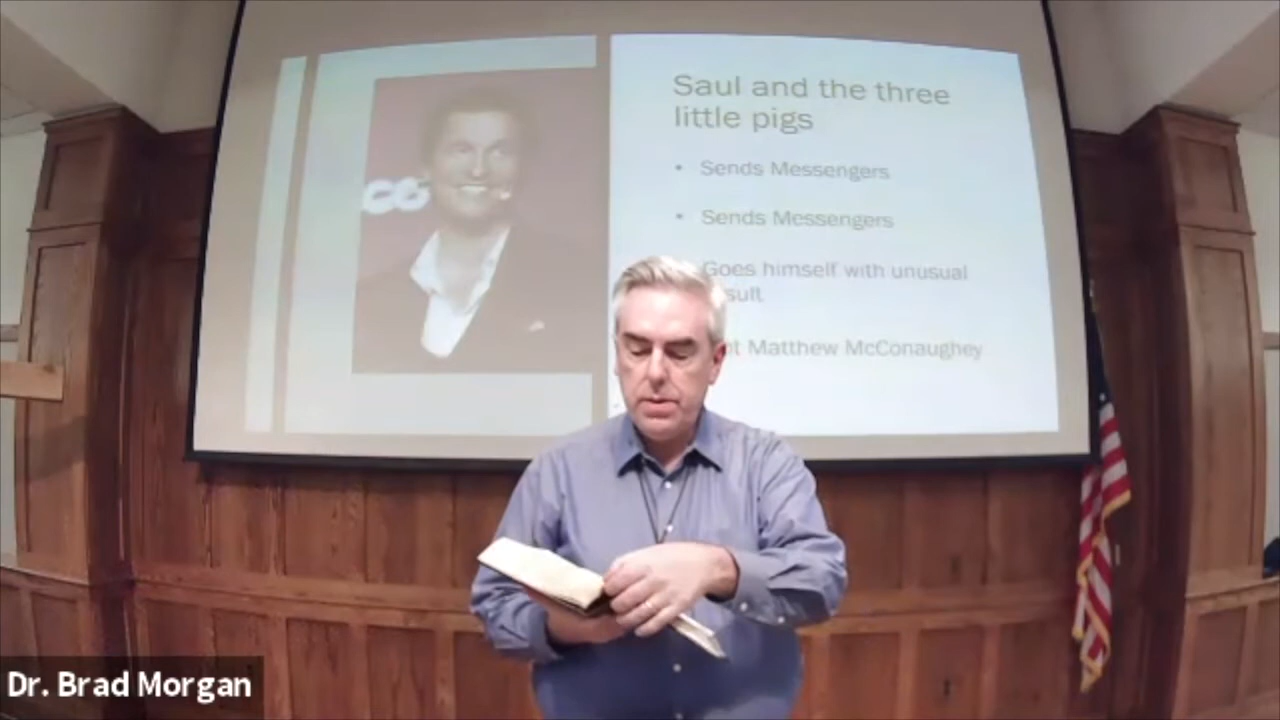 Saul and the three
little pigs
• Sends Messengers
• Sends Messengers
Goes himself with unusual
Matthew McConaughey
Dr. Brad Morgan